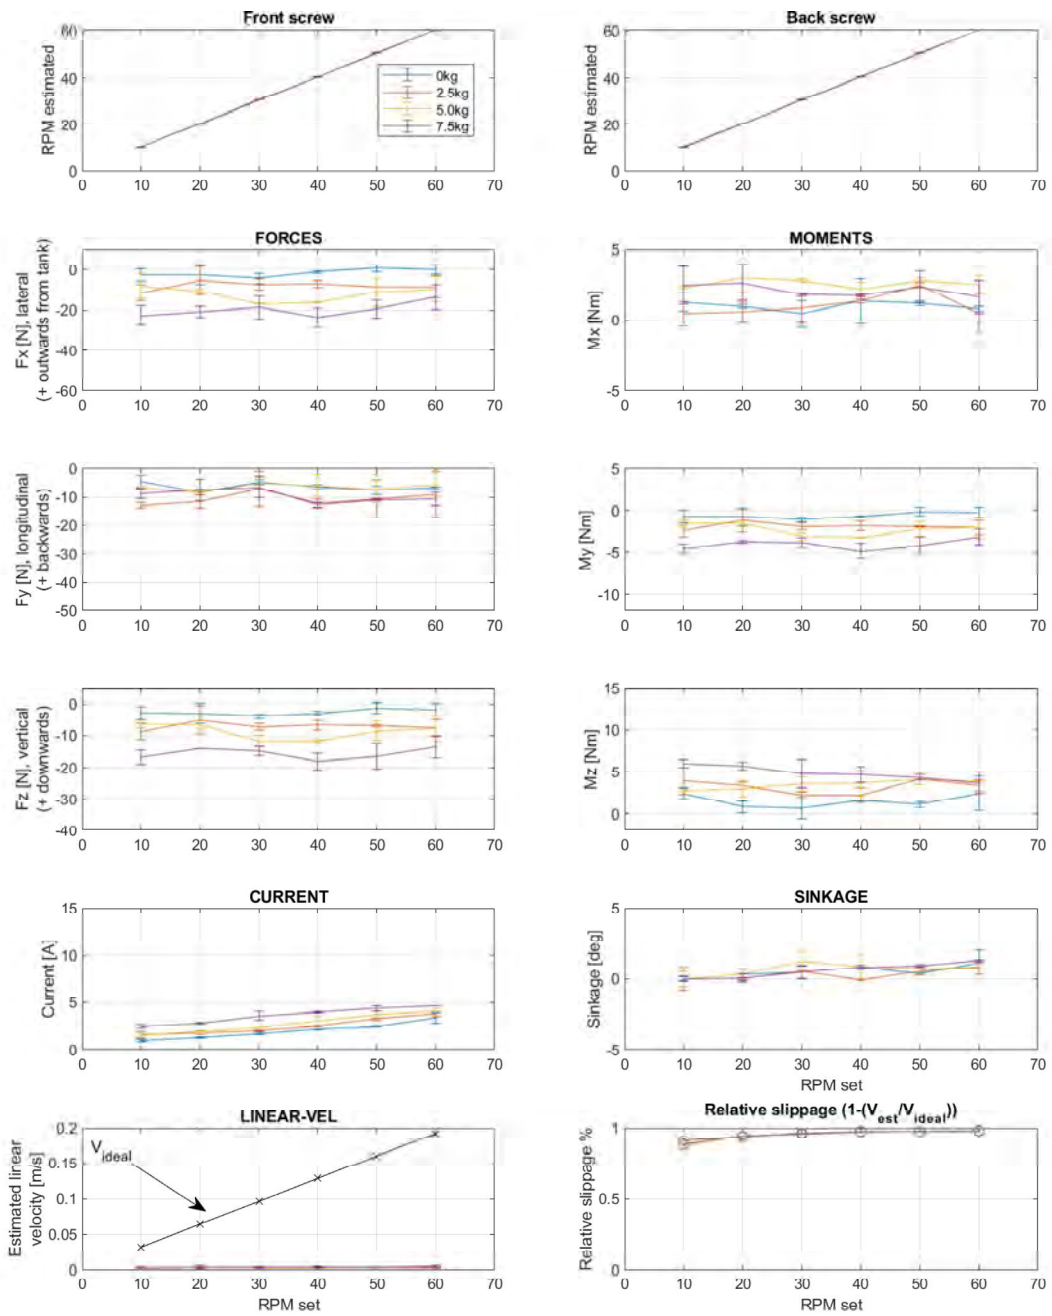 Front screw
RPM estimated
60
40
20
0
0 10 20 30 40 50 60 70
0kg
2.5kg
5.0kg
7.5kg
Back screw
RPM estimated
60
40
20
0
0 10 20 30 40 50 60 70
FORCES
Fx [N], lateral
(+ outwards from tank)
0
-20
-40
-60
0 10 20 30 40 50 60 70
MOMENTS
Mx [Nm]
5
0
-5
0 10 20 30 40 50 60 70
Fy [N], longitudinal
(+ backwards)
0
-10
-20
-30
-40
-50
0 10 20 30 40 50 60 70
My [Nm]
5
0
-5
-10
0 10 20 30 40 50 60 70
Fz [N], vertical
(+ downwards)
0
-10
-20
-30
-40
0 10 20 30 40 50 60 70
Mz [Nm]
15
10
5
0
0 10 20 30 40 50 60 70
CURRENT
Current [A]
15
10
5
0
0 10 20 30 40 50 60 70
SINKAGE
Sinkage [deg]
5
0
-5
0 10 20 30 40 50 60 70
RPM set
LINEAR-VEL
Estimated linear
velocity [m/s]
0.2
0.15
0.1
0.05
0
V_ideal
0 10 20 30 40 50 60 70
RPM set
Relative slippage (1-(V_est/V_ideal))
Relative slippage %
1
0.5
0
0 10 20 30 40 50 60 70
RPM set